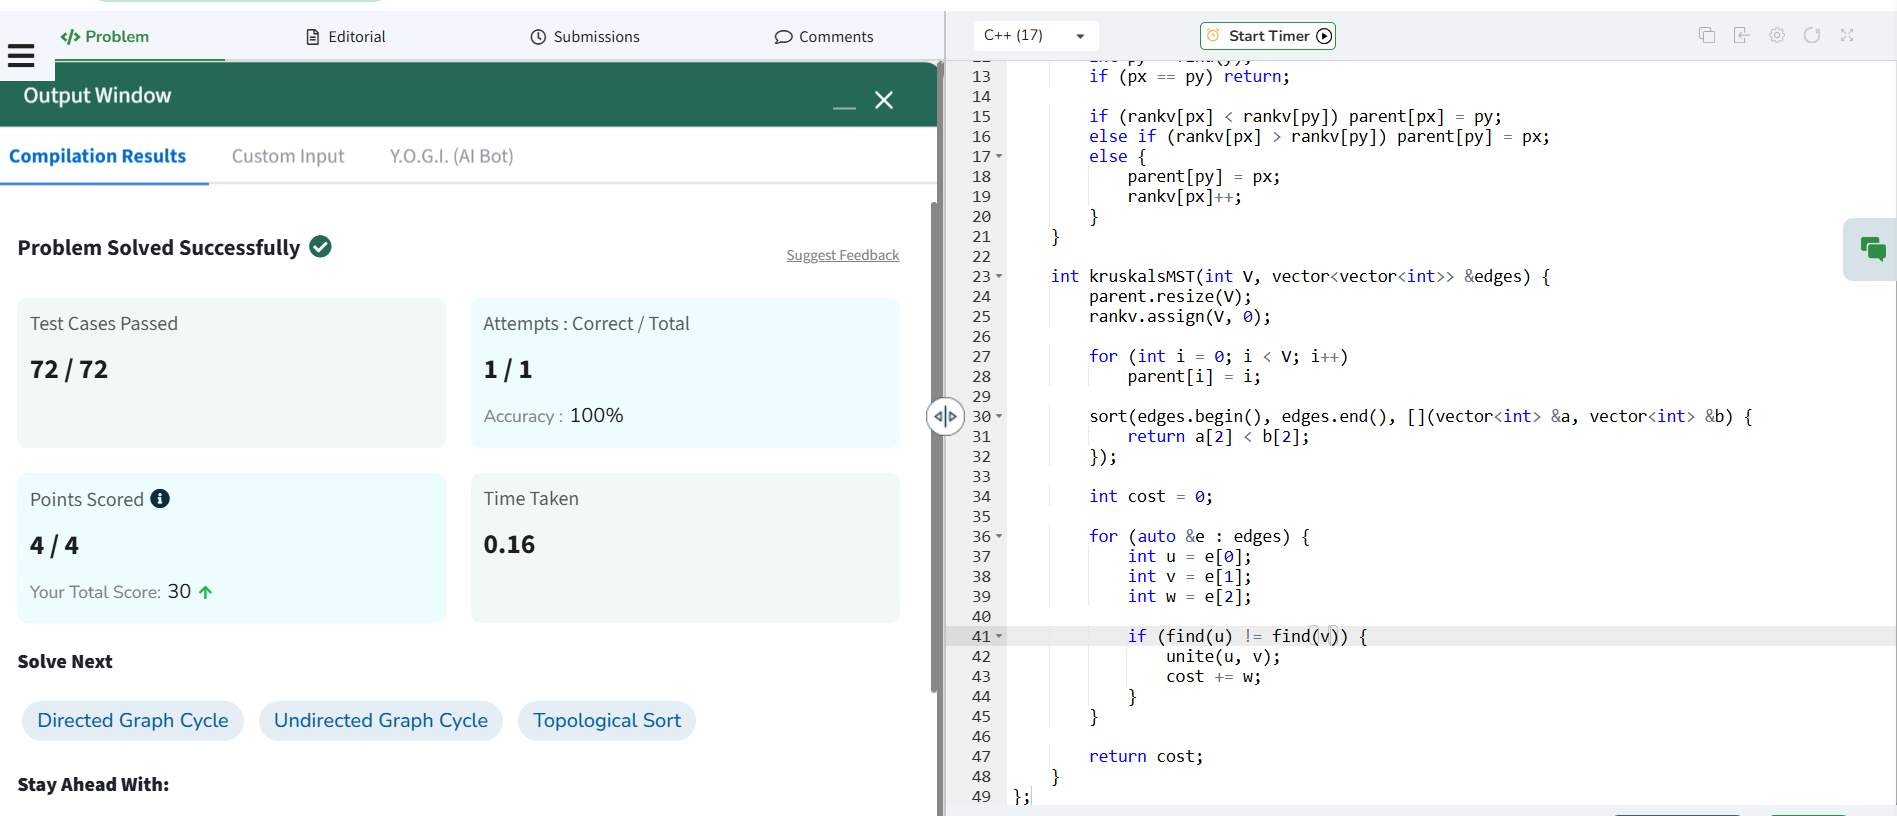 </> Problem
Editorial
Submissions
Comments
Output Window
Compilation Results
Custom Input
Y.O.G.I. (AI Bot)
Problem Solved Successfully
Suggest Feedback
Test Cases Passed
72 / 72
Attempts : Correct / Total
1 / 1
Accuracy : 100%
Points Scored
4 / 4
Your Total Score: 30
Time Taken
0.16
Solve Next
Directed Graph Cycle
Undirected Graph Cycle
Topological Sort
Stay Ahead With:
C++ (17)
Start Timer
12 int py = find(y);
13 if (px == py) return;
14
15 if (rankv[px] < rankv[py]) parent[px] = py;
16 else if (rankv[px] > rankv[py]) parent[py] = px;
17 else {
18 parent[py] = px;
19 rankv[px]++;
20 }
21 }
22
23 int kruskalsMST(int V, vector<vector<int>> &edges) {
24 parent.resize(V);
25 rankv.assign(V, 0);
26
27 for (int i = 0; i < V; i++)
28 parent[i] = i;
29
30 sort(edges.begin(), edges.end(), [](vector<int> &a, vector<int> &b) {
31 return a[2] < b[2];
32 });
33
34 int cost = 0;
35
36 for (auto &e : edges) {
37 int u = e[0];
38 int v = e[1];
39 int w = e[2];
40
41 if (find(u) != find(v)) {
42 unite(u, v);
43 cost += w;
44 }
45 }
46
47 return cost;
48 }
49 };